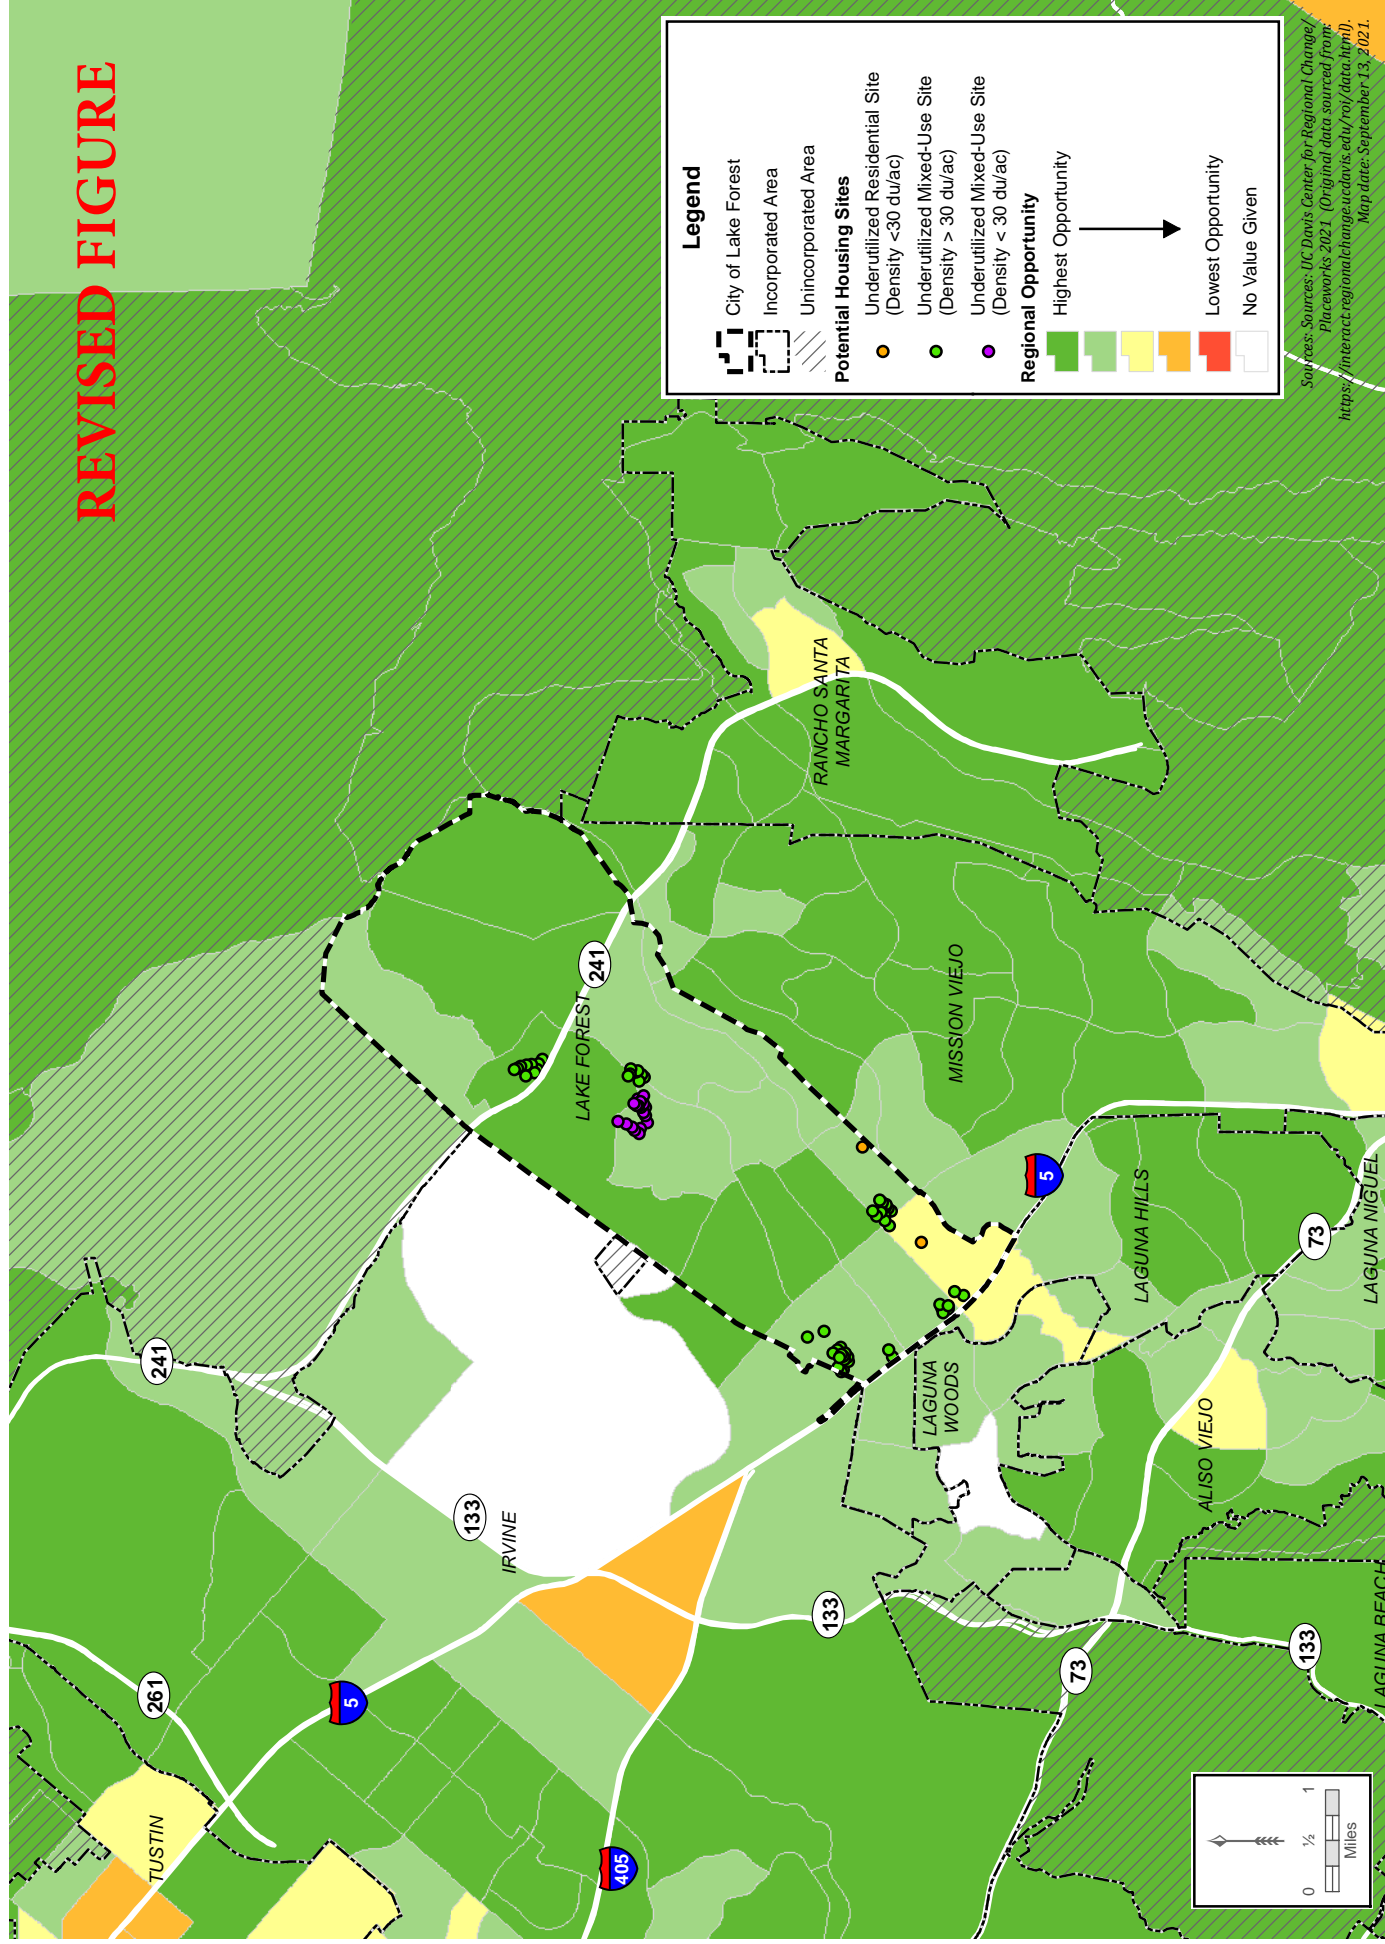 REVISED FIGURE
Legend
City of Lake Forest
Incorporated Area
Unincorporated Area
Potential Housing Sites
Underutilized Residential Site
(Density <30 du/ac)
Underutilized Mixed-Use Site
(Density > 30 du/ac)
Underutilized Mixed-Use Site
(Density < 30 du/ac)
Regional Opportunity
Highest Opportunity
Lowest Opportunity
No Value Given
Sources: Sources: UC Davis Center for Regional Change/
Placeworks 2021. (Original data sourced from:
https://interact.regionalchange.ucdavis.edu/roi/data.html).
Map date: September 13, 2021.
TUSTIN
261
5
405
241
133
IRVINE
133
73
133
LAGUNA BEACH
LAKE FOREST
241
LAGUNA
WOODS
ALISO VIEJO
LAGUNA HILLS
5
73
LAGUNA NIGUEL
MISSION VIEJO
RANCHO SANTA
MARGARITA
0
½
1
Miles